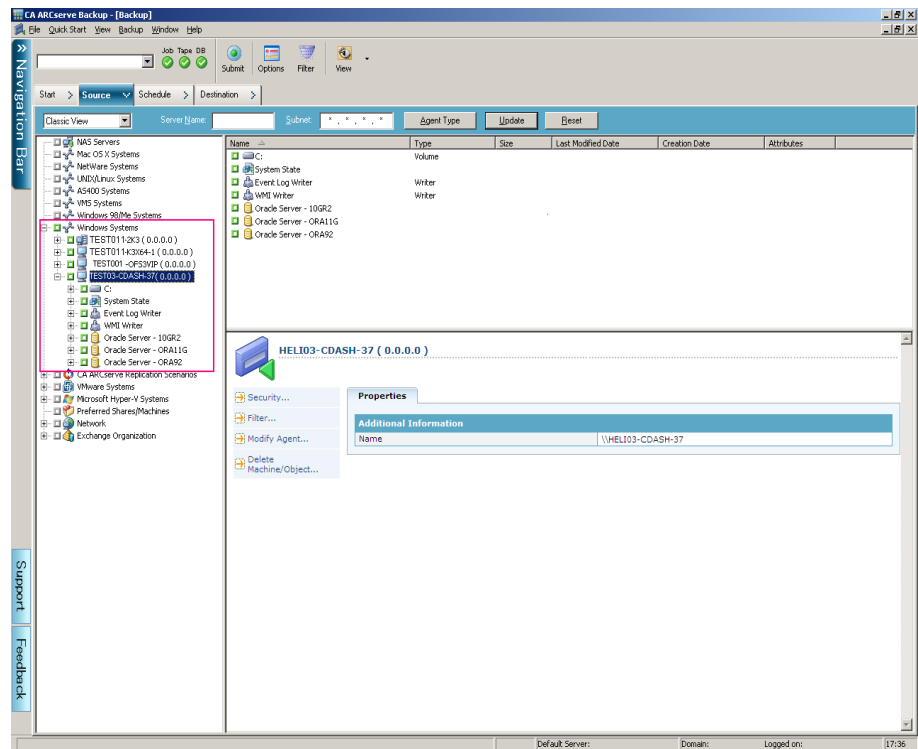 CA ARCserve Backup - [Backup]
File Quick Start View Backup Window Help
Job Tape DB
Submit Options Filter View
Start > Source Schedule > Destination >
Classic View Server Name: Subnet: * . * . * . * Agent Type Update Reset
» Navigation Bar
NAS Servers
Mac OS X Systems
NetWare Systems
UNIX/Linux Systems
AS400 Systems
VMS Systems
Windows 98/Me Systems
Windows Systems
TEST011-2K3 ( 0.0.0.0 )
TEST011-K3X64-1 ( 0.0.0.0 )
TEST001 -OFS3VIP ( 0.0.0.0 )
TEST03-CDASH-37( 0.0.0.0 )
C:
System State
Event Log Writer
WMI Writer
Oracle Server - 10GR2
Oracle Server - ORA11G
Oracle Server - ORA92
CA ARCserve Replication Scenarios
VMware Systems
Microsoft Hyper-V Systems
Preferred Shares/Machines
Network
Exchange Organization
Name Type Size Last Modified Date Creation Date Attributes
C: Volume
System State
Event Log Writer Writer
WMI Writer Writer
Oracle Server - 10GR2
Oracle Server - ORA11G
Oracle Server - ORA92
HELI03-CDASH-37 ( 0.0.0.0 )
Security...
Filter...
Modify Agent...
Delete
Machine/Object...
Properties
Additional Information
Name \\HELI03-CDASH-37
Support
Feedback
Default Server: Domain: Logged on: 17:36